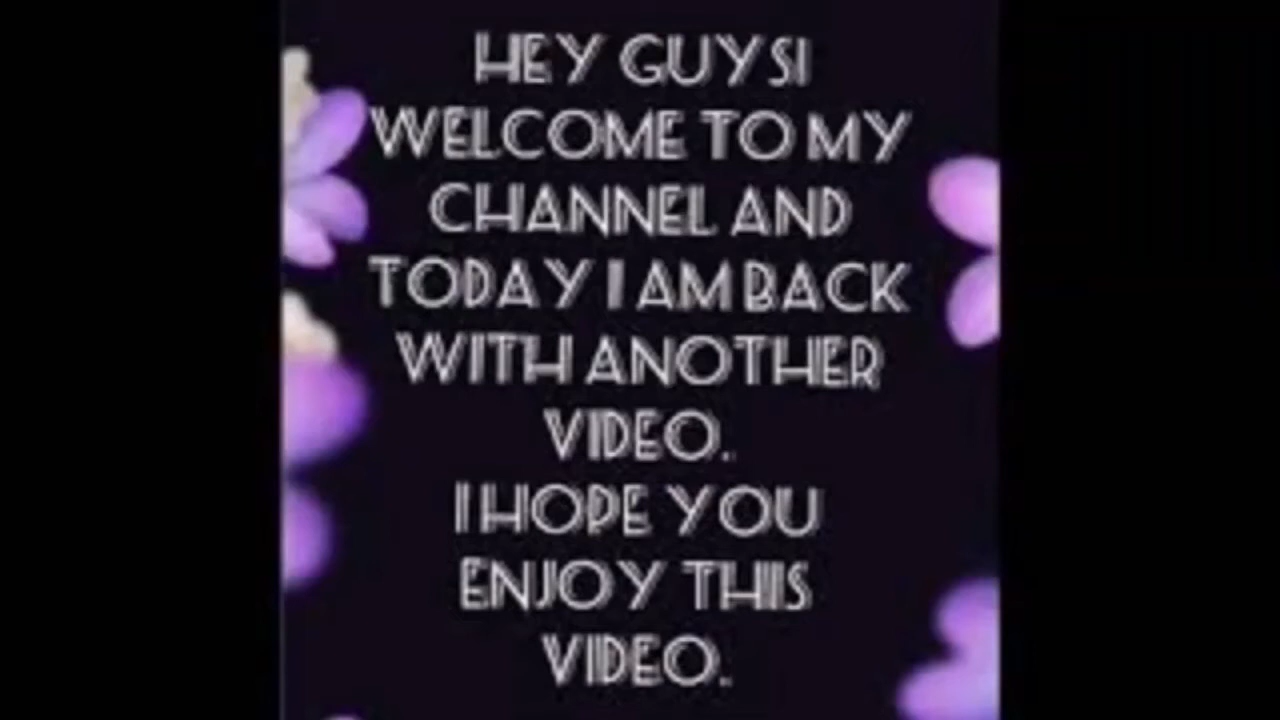 HEY GUYS!
WELCOME TO MY
CHANNEL AND
TODAY I AM BACK
WITH ANOTHER
VIDEO.
I HOPE YOU
ENJOY THIS
VIDEO.